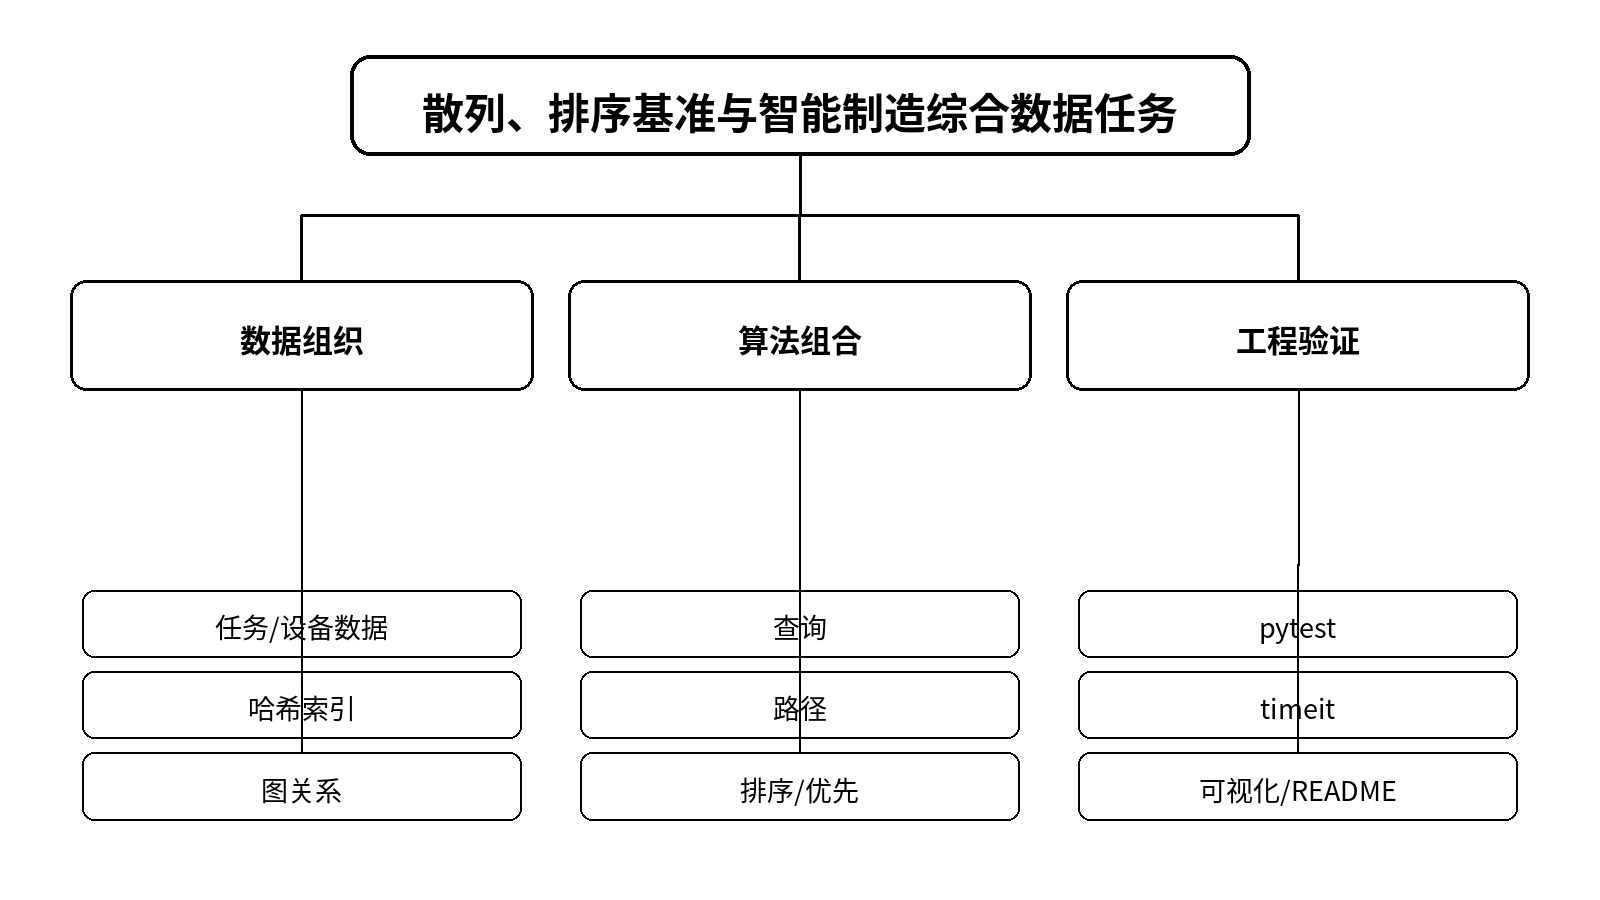 散列、排序基准与智能制造综合数据任务
数据组织
算法组合
工程验证
任务/设备数据
查询
pytest
哈希索引
路径
timeit
图关系
排序/优先
可视化/README